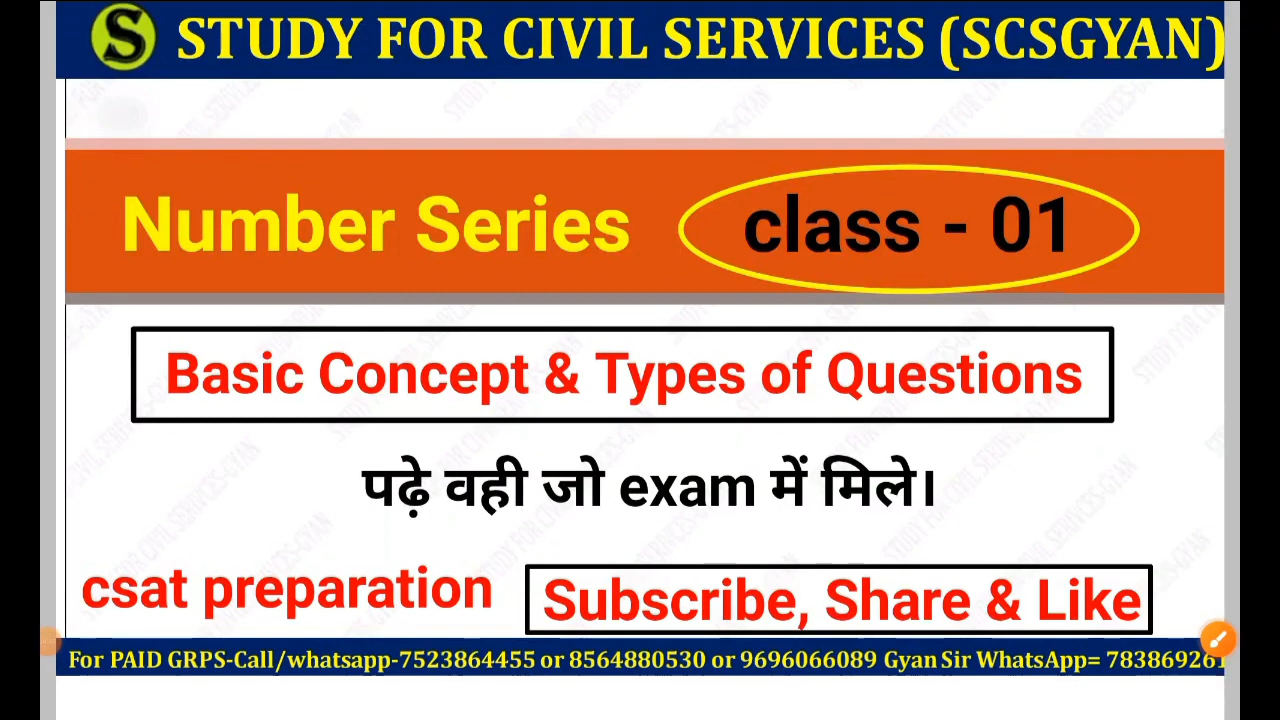 S STUDY FOR CIVIL SERVICES (SCSGYAN)
Number Series class - 01
Basic Concept & Types of Questions
पढ़े वही जो exam में मिले।
csat preparation Subscribe, Share & Like
For PAID GRPS-Call/whatsapp-7523864455 or 8564880530 or 9696066089 Gyan Sir WhatsApp= 783869261